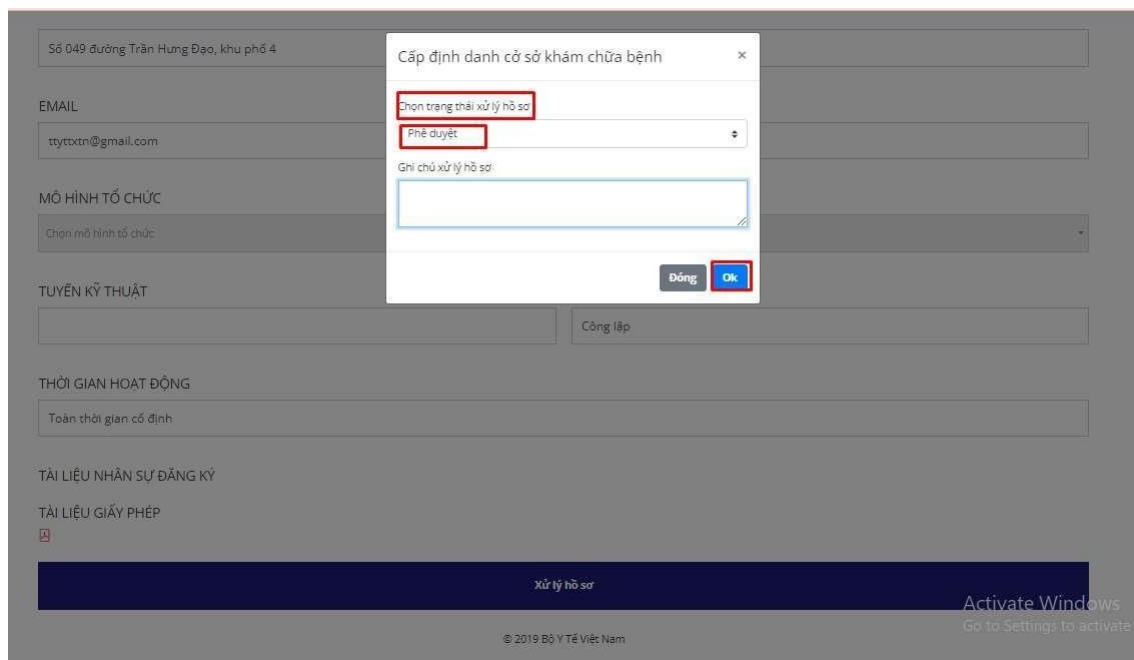 Số 049 đường Trần Hưng Đạo, khu phố 4
Cấp định danh cở sở khám chữa bệnh
×
Chọn trạng thái xử lý hồ sơ
Phê duyệt
Ghi chú xử lý hồ sơ
Đóng
Ok
EMAIL
ttyttxtn@gmail.com
MÔ HÌNH TỔ CHỨC
Chọn mô hình tổ chức
TUYẾN KỸ THUẬT
Công lập
THỜI GIAN HOẠT ĐỘNG
Toàn thời gian cố định
TÀI LIỆU NHÂN SỰ ĐĂNG KÝ
TÀI LIỆU GIẤY PHÉP
Xử lý hồ sơ
Activate Windows
Go to Settings to activate
© 2019 Bộ Y Tế Việt Nam